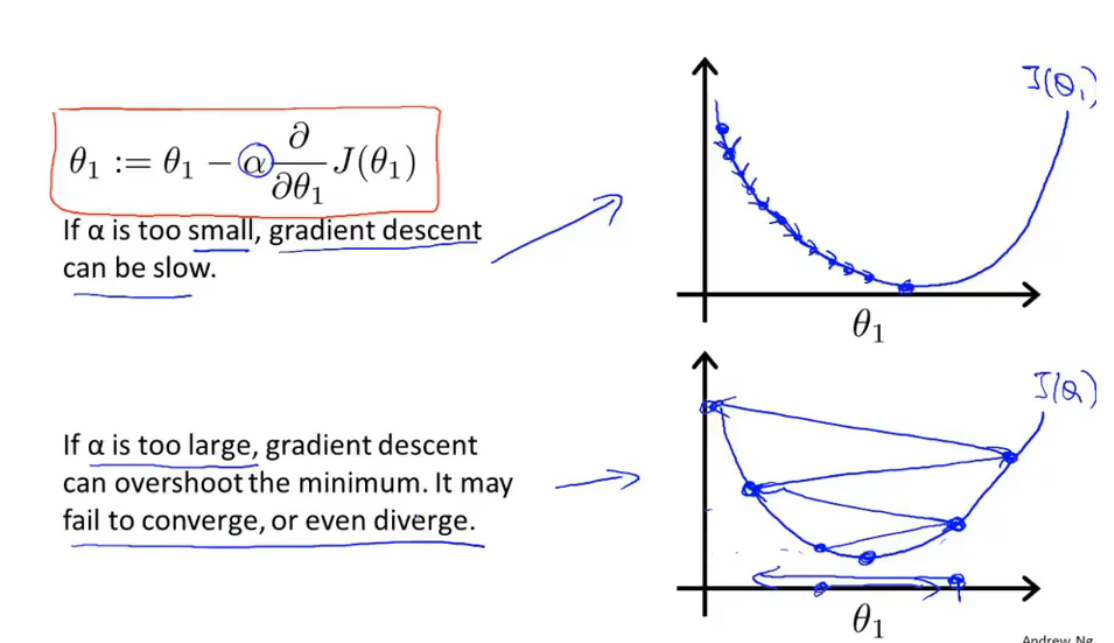 θ₁ := θ₁ − α ∂/∂θ₁ J(θ₁)
If α is too small, gradient descent
can be slow.
J(θ₁)
θ₁
If α is too large, gradient descent
can overshoot the minimum. It may
fail to converge, or even diverge.
J(θ₁)
θ₁
Andrew Ng